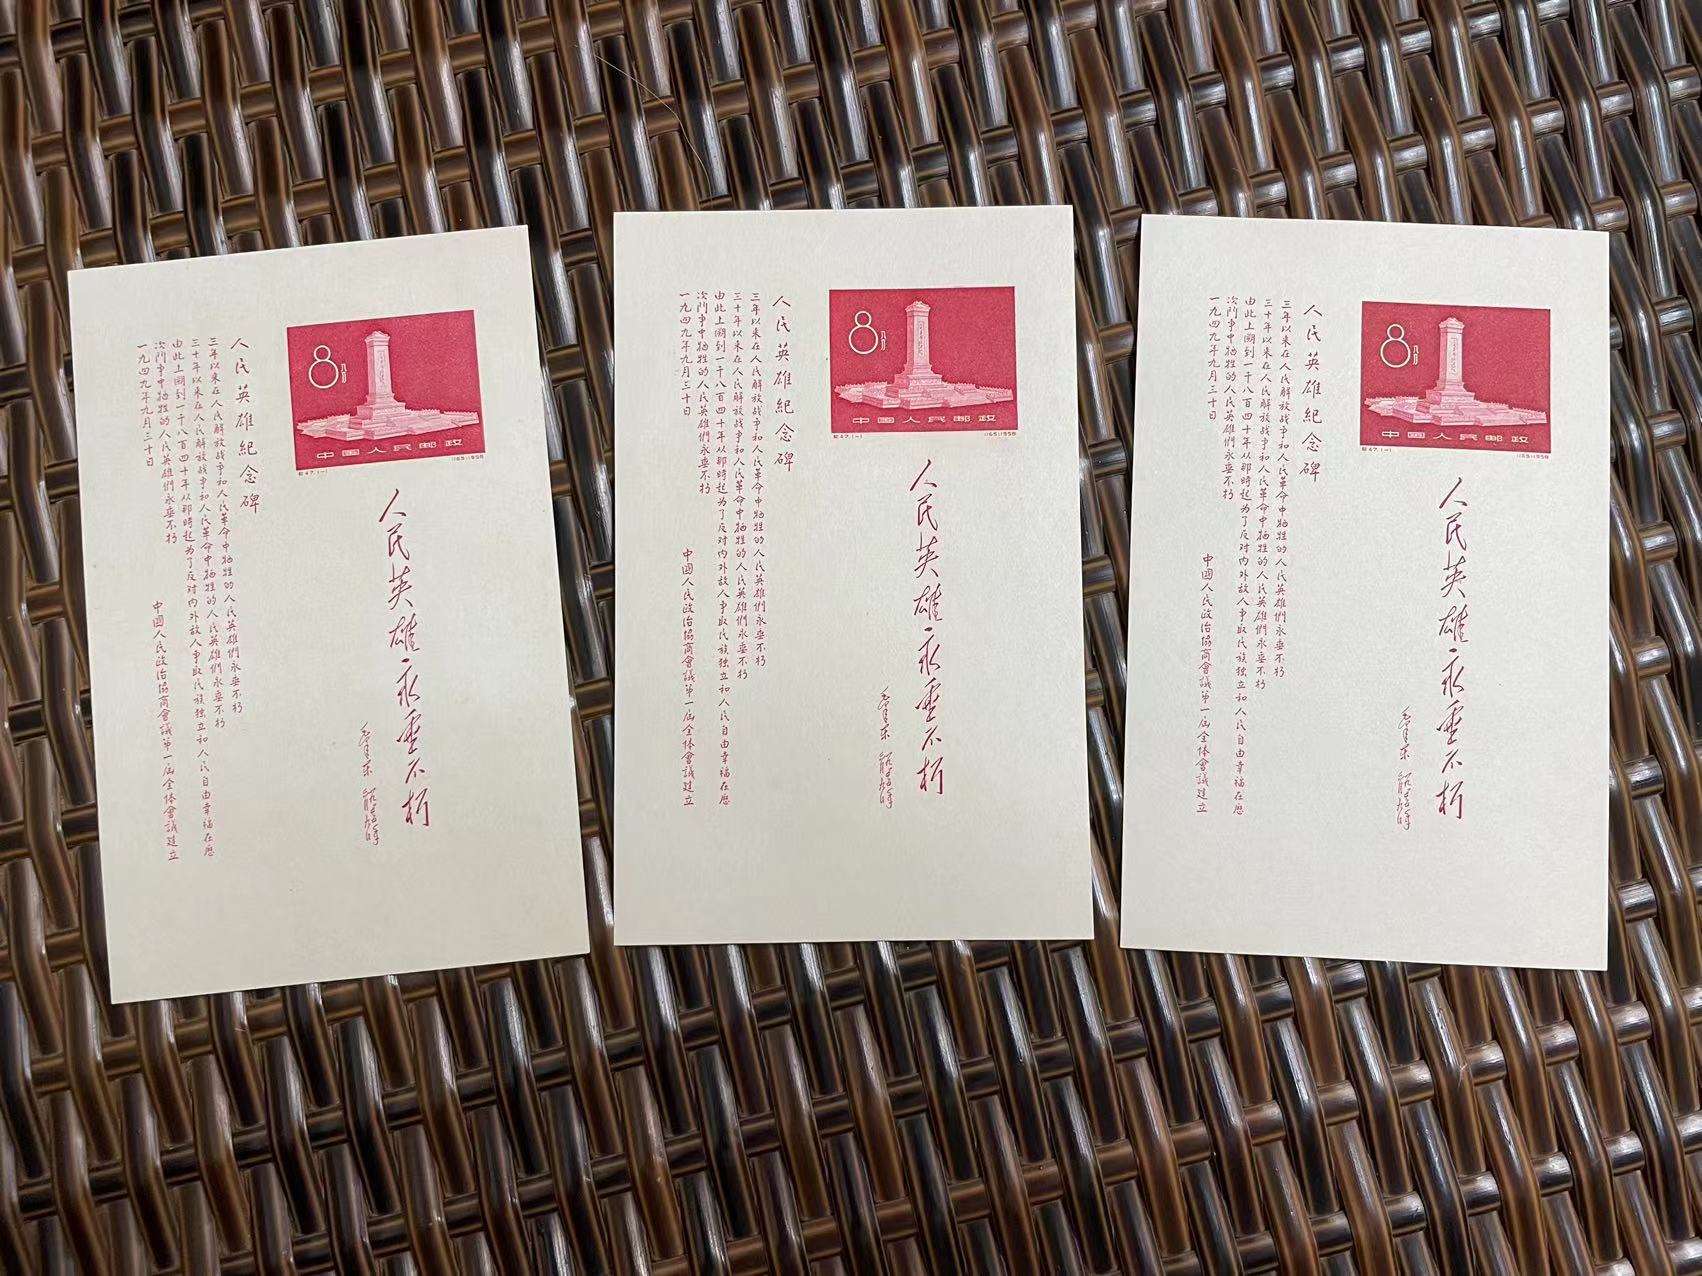 8分
中国人民邮政
紀47.(一) (165)1958
人民英雄永垂不朽
毛泽东
人民英雄紀念碑
三年以来在人民解放战争和人民革命中牺牲的人民英雄們永垂不朽
三十年以来在人民解放战争和人民革命中牺牲的人民英雄們永垂不朽
由此上溯到一千八百四十年从那時起为了反对内外敌人争取民族独立和人民自由幸福在历
次鬥争中牺牲的人民英雄們永垂不朽
一九四九年九月三十日
中國人民政治協商會議第一屆全体會議建立
8分
中国人民邮政
紀47.(一) (165)1958
人民英雄永垂不朽
毛泽东
人民英雄紀念碑
三年以来在人民解放战争和人民革命中牺牲的人民英雄們永垂不朽
三十年以来在人民解放战争和人民革命中牺牲的人民英雄們永垂不朽
由此上溯到一千八百四十年从那時起为了反对内外敌人争取民族独立和人民自由幸福在历
次鬥争中牺牲的人民英雄們永垂不朽
一九四九年九月三十日
中國人民政治協商會議第一屆全体會議建立
8分
中国人民邮政
紀47.(一) (165)1958
人民英雄永垂不朽
毛泽东
人民英雄紀念碑
三年以来在人民解放战争和人民革命中牺牲的人民英雄們永垂不朽
三十年以来在人民解放战争和人民革命中牺牲的人民英雄們永垂不朽
由此上溯到一千八百四十年从那時起为了反对内外敌人争取民族独立和人民自由幸福在历
次鬥争中牺牲的人民英雄們永垂不朽
一九四九年九月三十日
中國人民政治協商會議第一屆全体會議建立